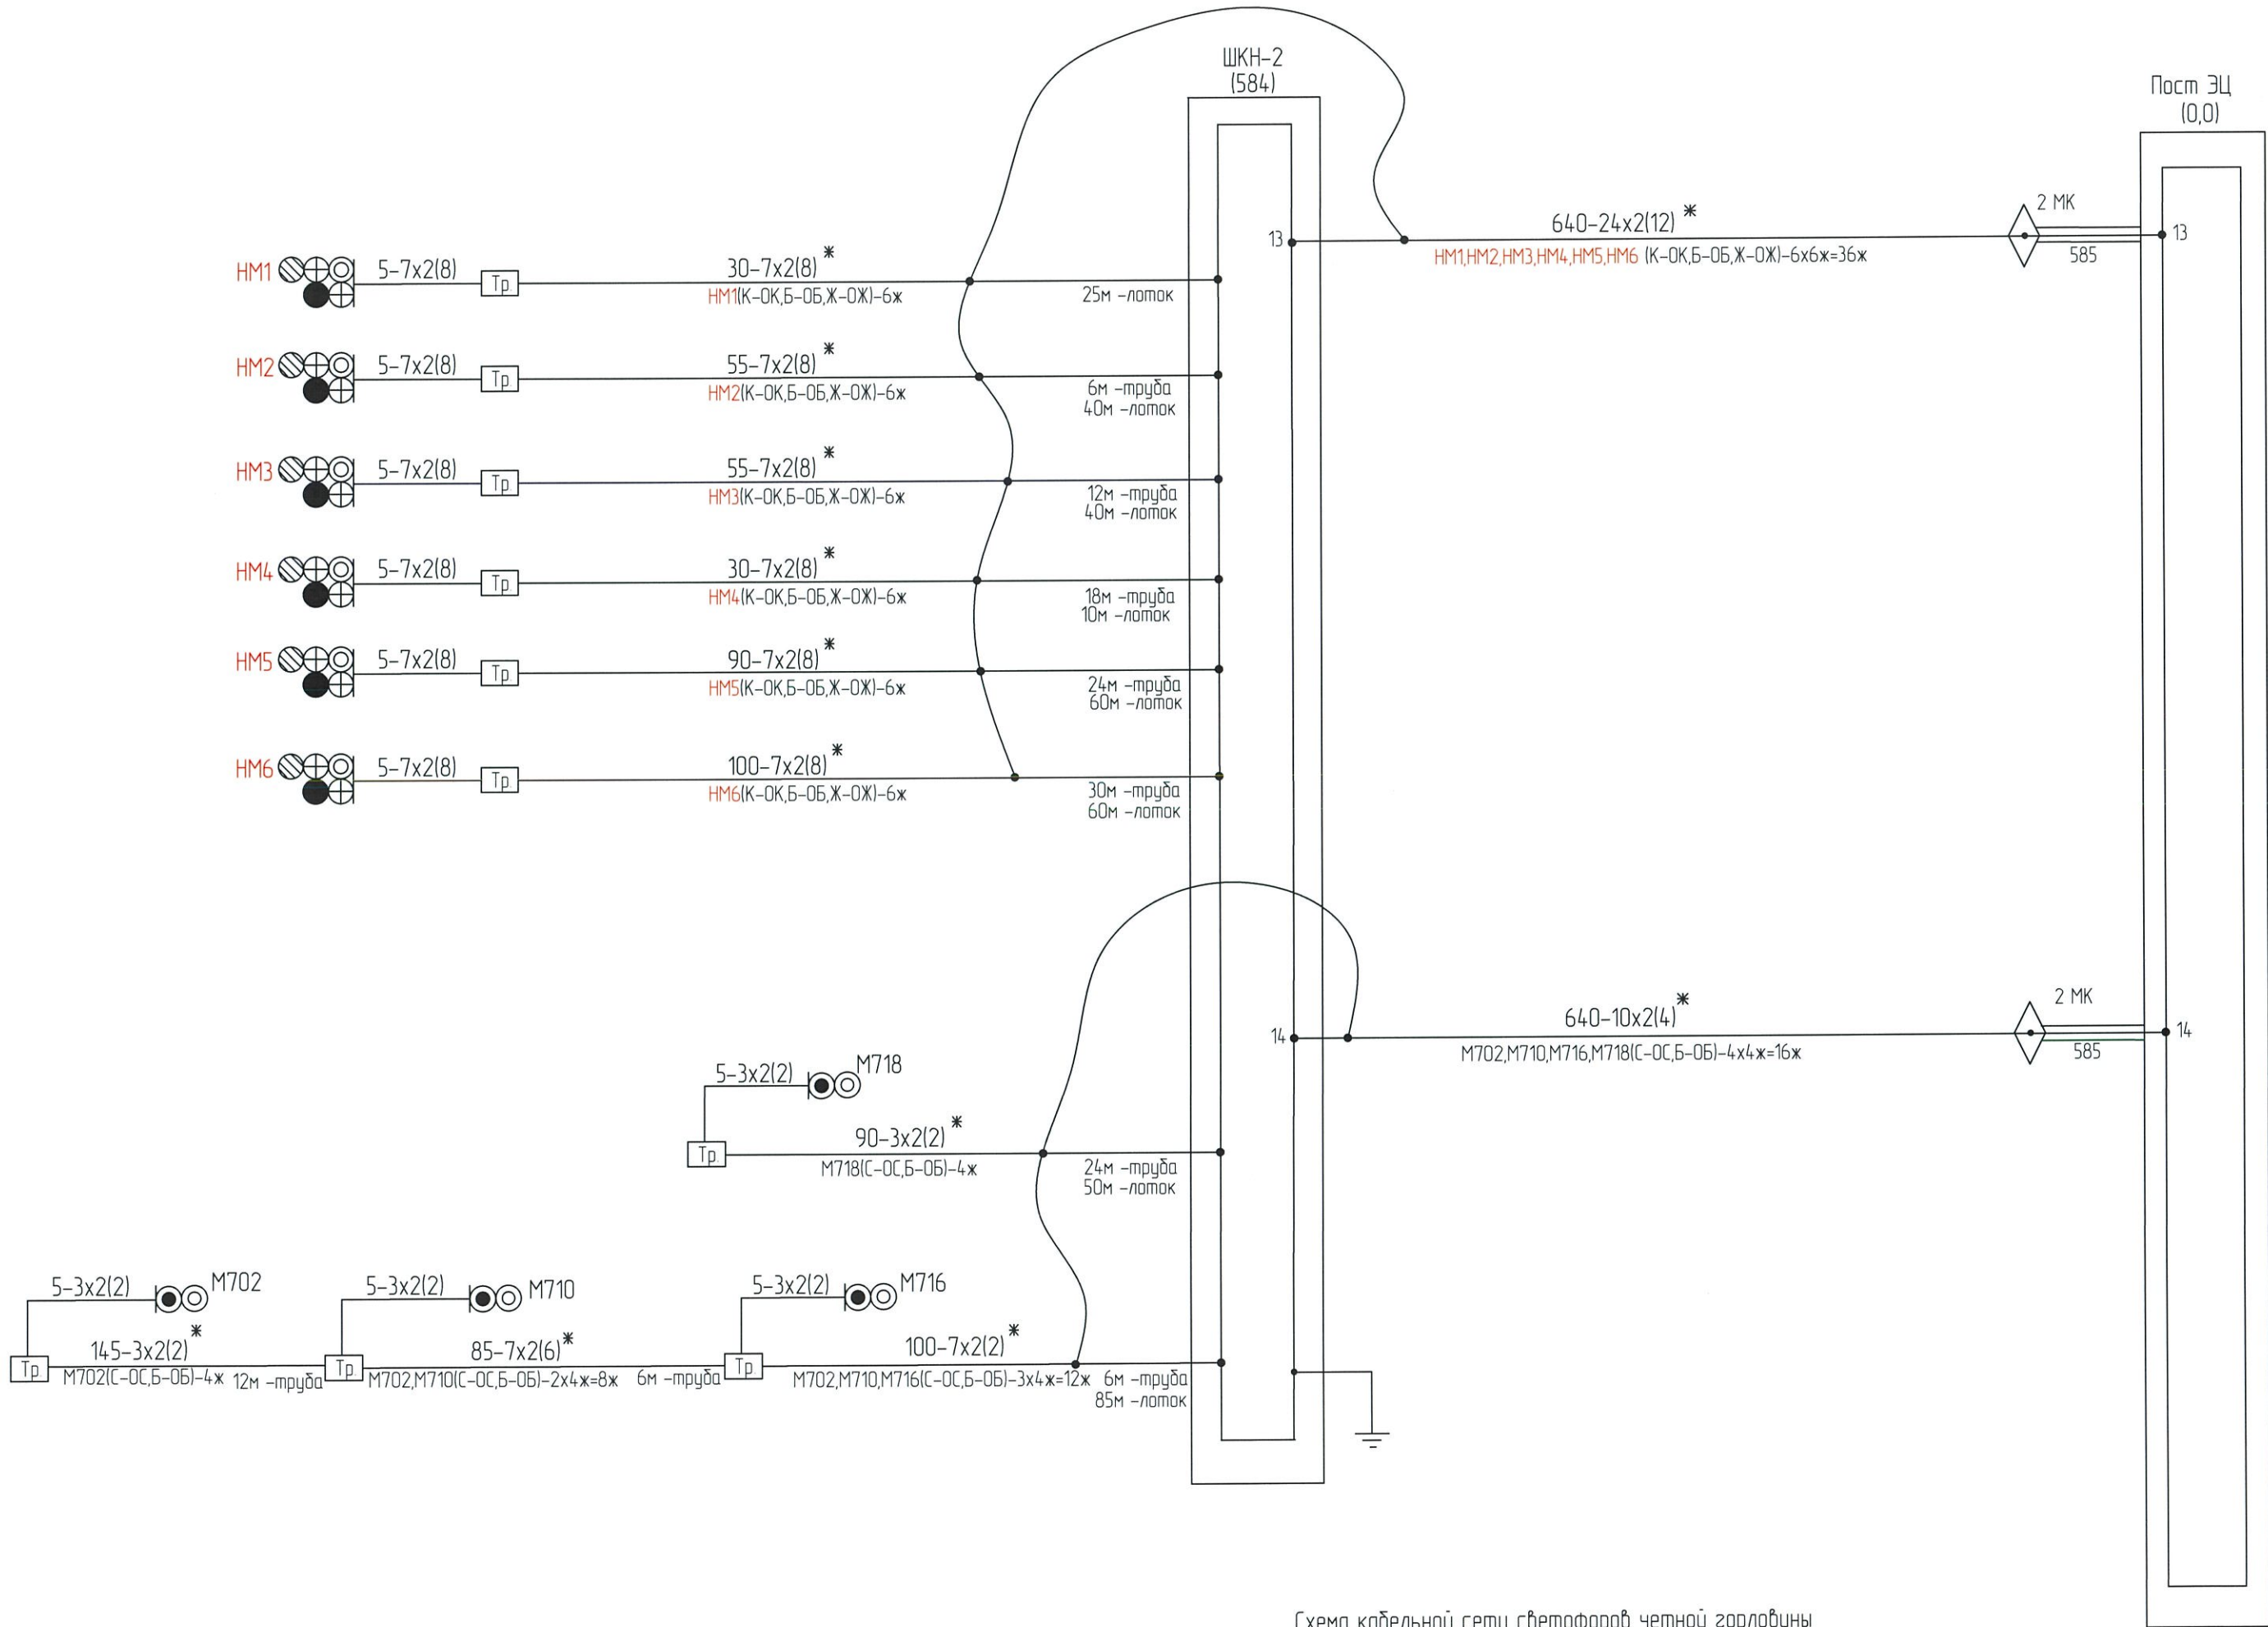 ШКН-2
(584)
Пост ЭЦ
(0,0)
13
640-24х2(12) *
НМ1,НМ2,НМ3,НМ4,НМ5,НМ6 (К-ОК,Б-ОБ,Ж-ОЖ)-6х6ж=36ж
2 МК
585
13
НМ1
5-7х2(8)
Тр.
30-7х2(8) *
НМ1(К-ОК,Б-ОБ,Ж-ОЖ)-6ж
25м -лоток
НМ2
5-7х2(8)
Тр.
55-7х2(8) *
НМ2(К-ОК,Б-ОБ,Ж-ОЖ)-6ж
6м -труба
40м -лоток
НМ3
5-7х2(8)
Тр.
55-7х2(8) *
НМ3(К-ОК,Б-ОБ,Ж-ОЖ)-6ж
12м -труба
40м -лоток
НМ4
5-7х2(8)
Тр.
30-7х2(8) *
НМ4(К-ОК,Б-ОБ,Ж-ОЖ)-6ж
18м -труба
10м -лоток
НМ5
5-7х2(8)
Тр.
90-7х2(8) *
НМ5(К-ОК,Б-ОБ,Ж-ОЖ)-6ж
24м -труба
60м -лоток
НМ6
5-7х2(8)
Тр.
100-7х2(8) *
НМ6(К-ОК,Б-ОБ,Ж-ОЖ)-6ж
30м -труба
60м -лоток
14
640-10х2(4) *
М702,М710,М716,М718(С-ОС,Б-ОБ)-4х4ж=16ж
2 МК
585
14
5-3х2(2)
М718
Тр.
90-3х2(2) *
М718(С-ОС,Б-ОБ)-4ж
24м -труба
50м -лоток
5-3х2(2)
М702
5-3х2(2)
М710
5-3х2(2)
М716
Тр.
145-3х2(2) *
М702(С-ОС,Б-ОБ)-4ж
12м -труба
Тр.
85-7х2(6) *
М702,М710(С-ОС,Б-ОБ)-2х4ж=8ж
6м -труба
Тр.
100-7х2(2) *
М702,М710,М716(С-ОС,Б-ОБ)-3х4ж=12ж
6м -труба
85м -лоток
Схема кабельной сети светофоров четной горловины